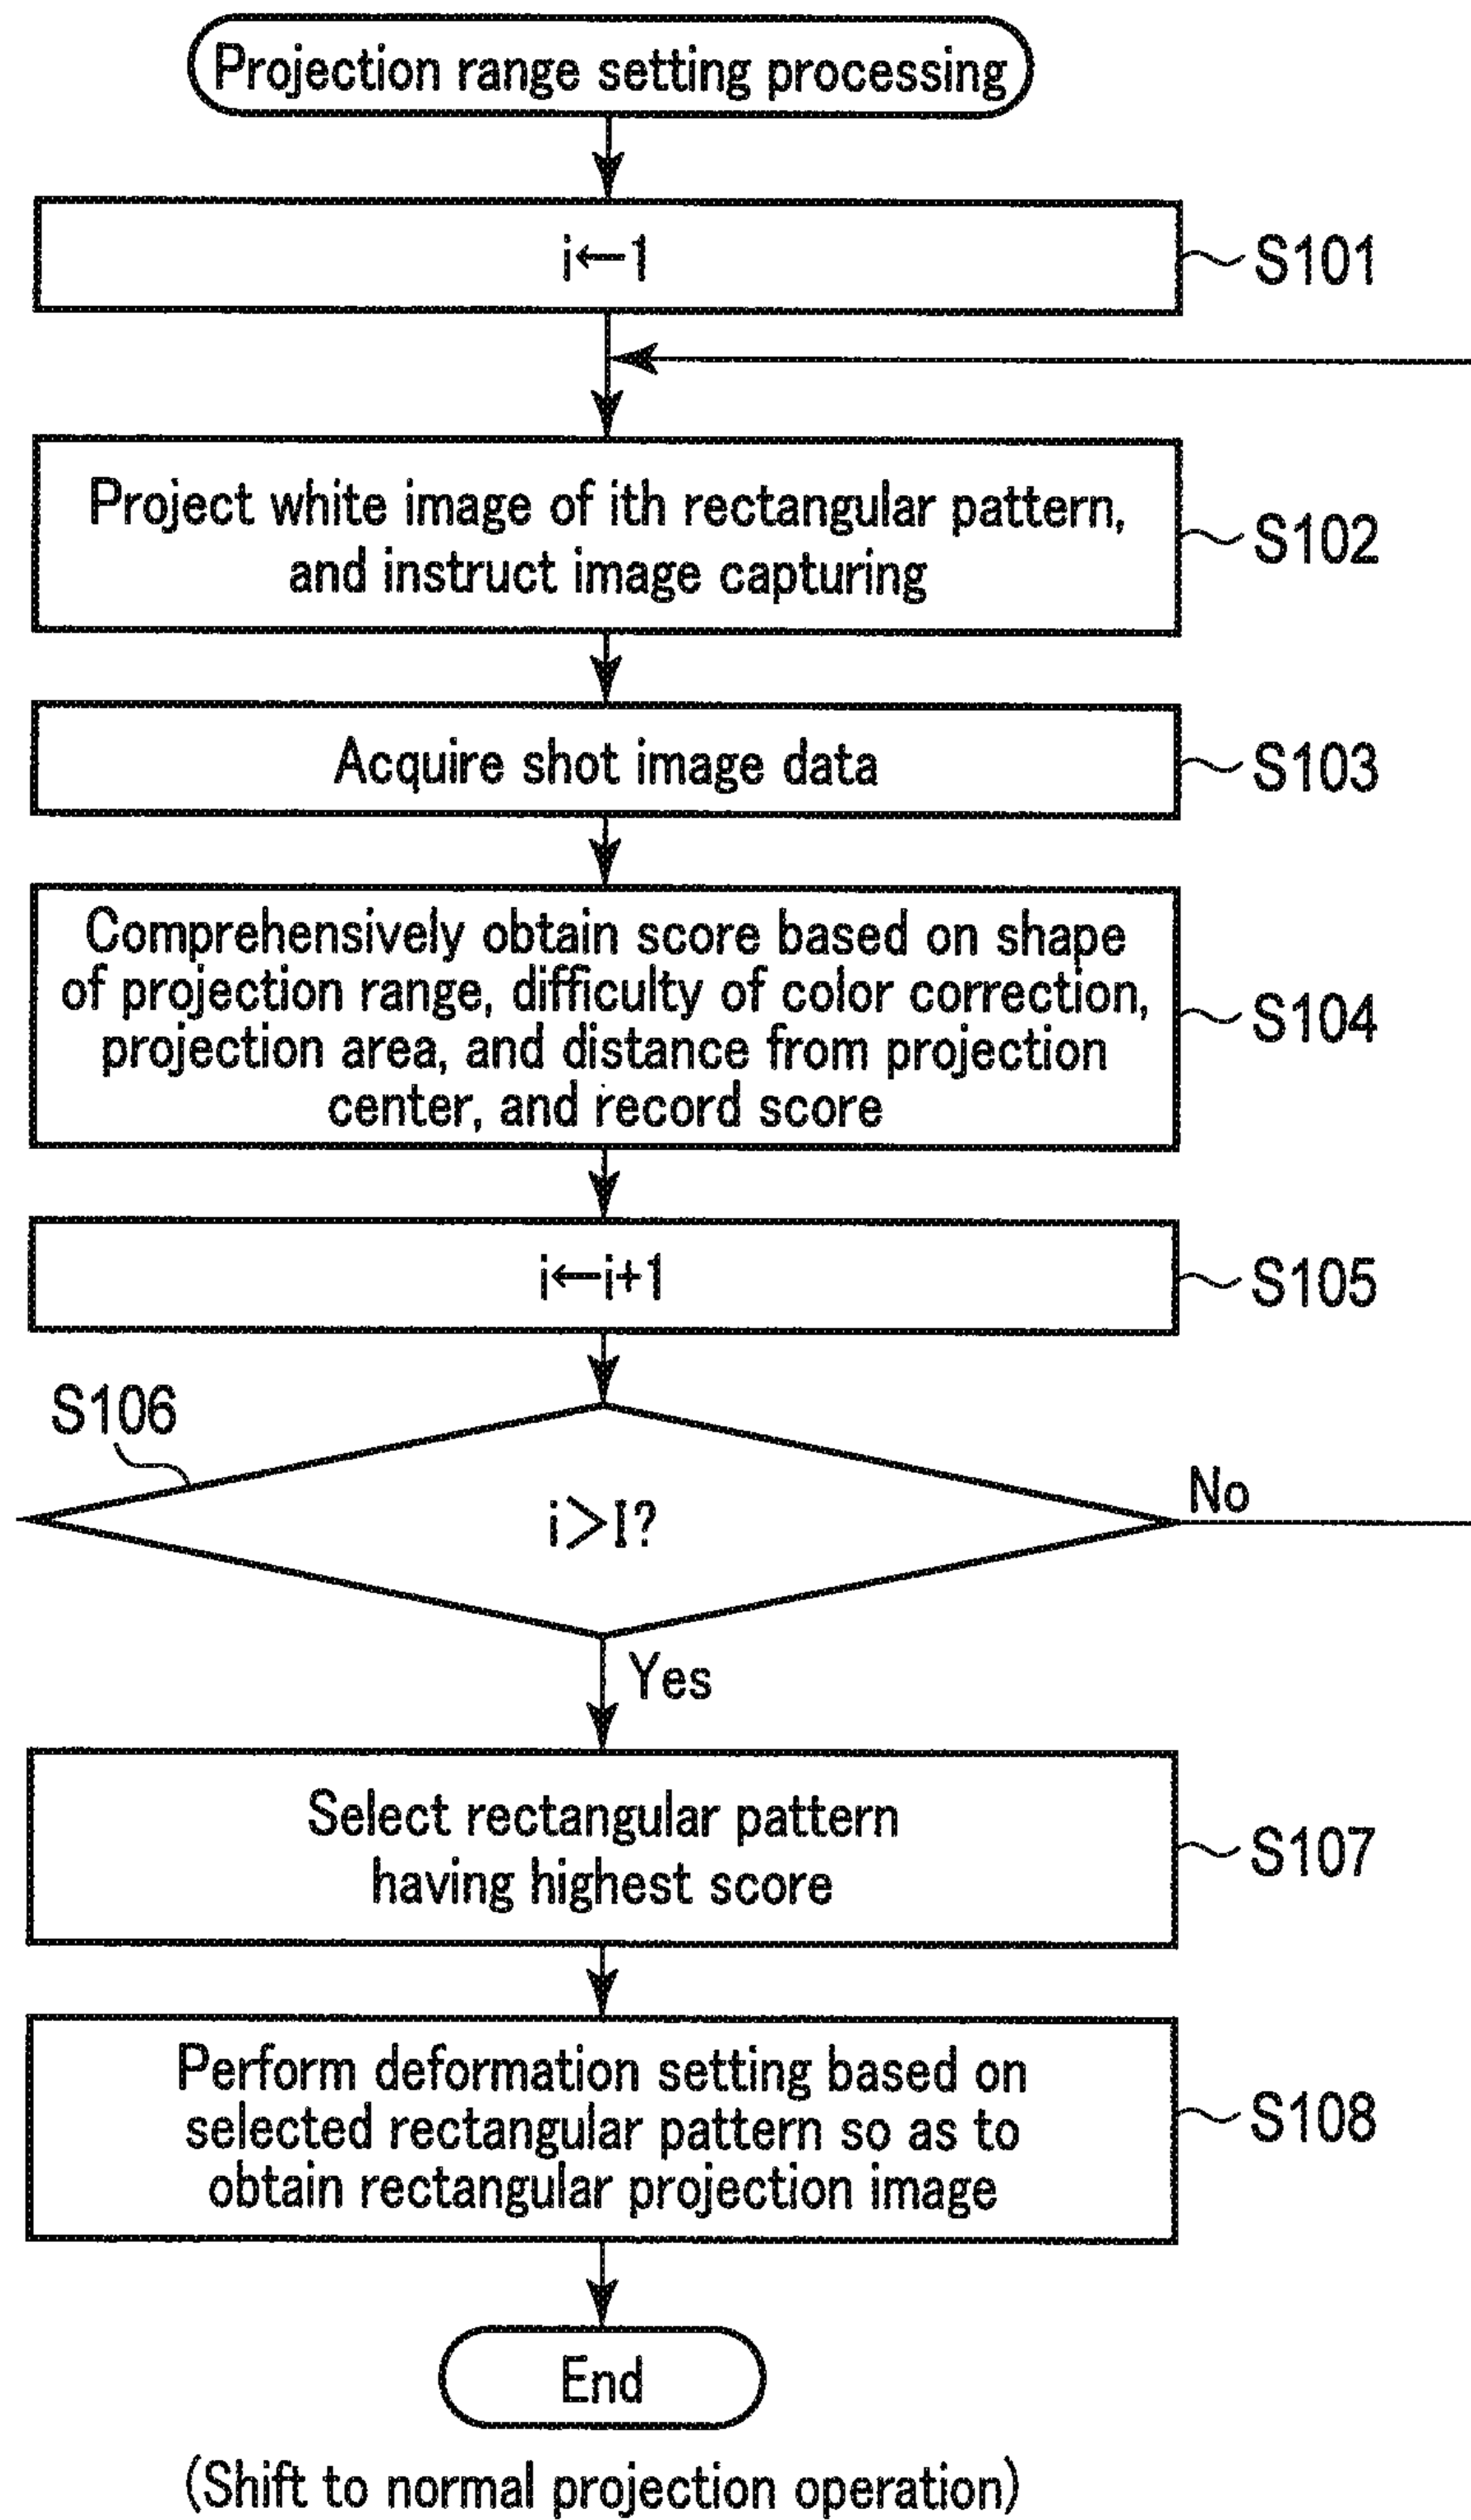 Projection range setting processing
i←1
S101
Project white image of ith rectangular pattern,
and instruct image capturing
S102
Acquire shot image data
S103
Comprehensively obtain score based on shape
of projection range, difficulty of color correction,
projection area, and distance from projection
center, and record score
S104
i←i+1
S105
S106
i>I?
No
Yes
Select rectangular pattern
having highest score
S107
Perform deformation setting based on
selected rectangular pattern so as to
obtain rectangular projection image
S108
End
(Shift to normal projection operation)